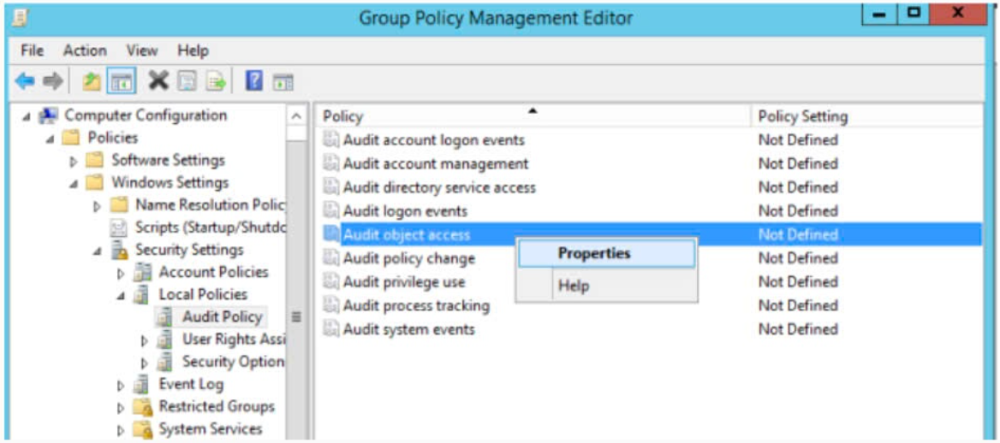 Group Policy Management Editor
File Action View Help
Computer Configuration
Policies
Software Settings
Windows Settings
Name Resolution Polic
Scripts (Startup/Shutdc
Security Settings
Account Policies
Local Policies
Audit Policy
User Rights Assi
Security Option
Event Log
Restricted Groups
System Services
Policy Policy Setting
Audit account logon events Not Defined
Audit account management Not Defined
Audit directory service access Not Defined
Audit logon events Not Defined
Audit object access Not Defined
Audit policy change Not Defined
Audit privilege use Not Defined
Audit process tracking Not Defined
Audit system events Not Defined
Properties
Help